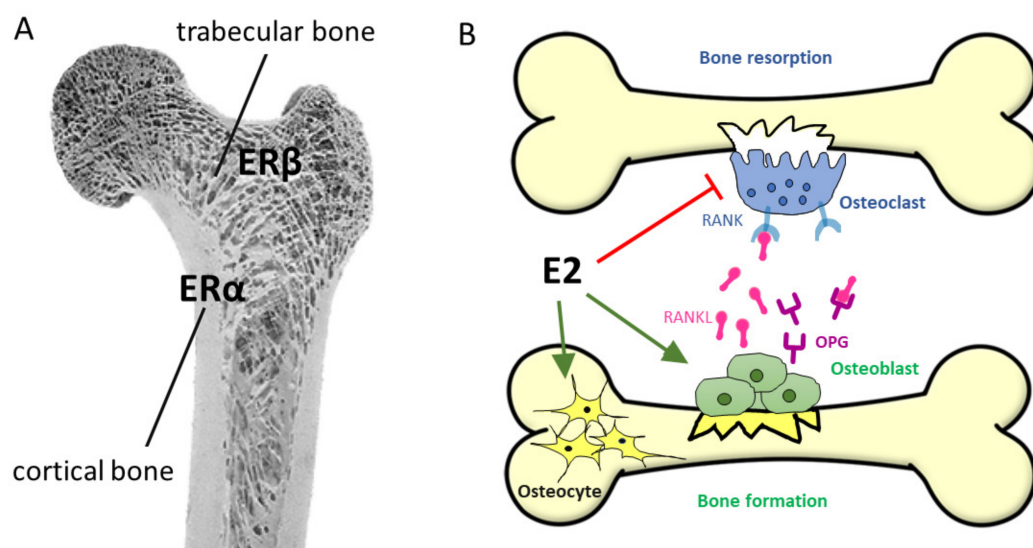 A
trabecular bone
ERβ
ERα
cortical bone
B
Bone resorption
Osteoclast
RANK
E2
RANKL
OPG
Osteoblast
Osteocyte
Bone formation